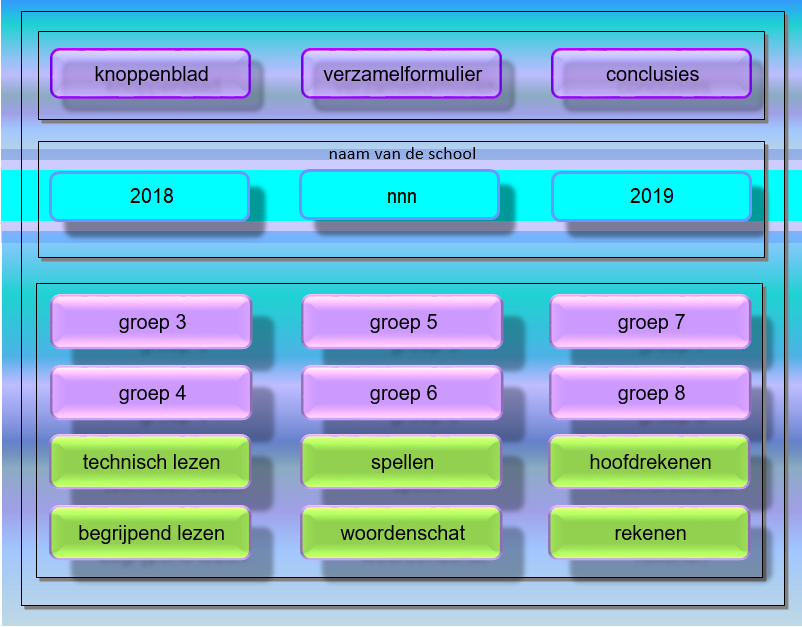 knoppenblad verzamelformulier conclusies
naam van de school
2018 nnn 2019
groep 3 groep 5 groep 7
groep 4 groep 6 groep 8
technisch lezen spellen hoofdrekenen
begrijpend lezen woordenschat rekenen